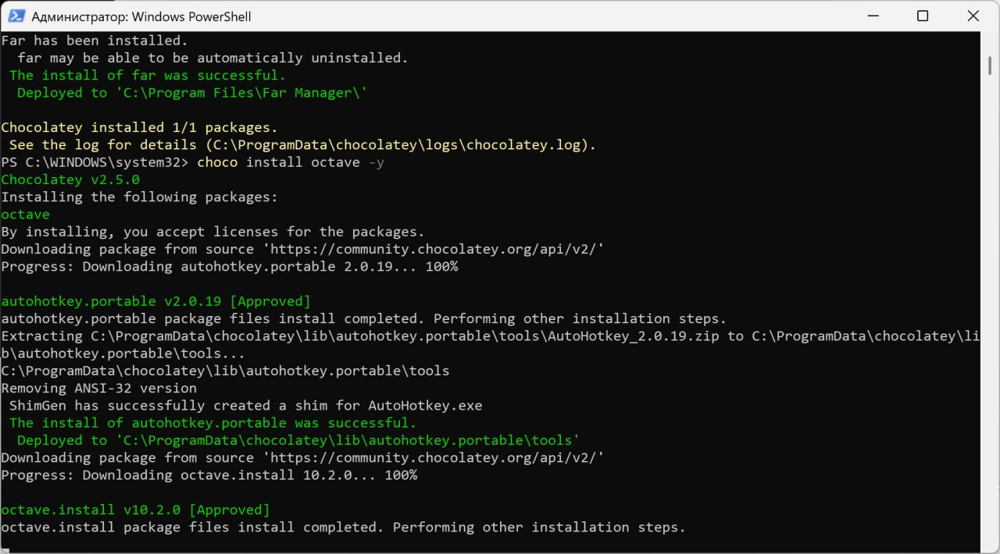 Администратор: Windows PowerShell
Far has been installed.
far may be able to be automatically uninstalled.
The install of far was successful.
Deployed to 'C:\Program Files\Far Manager\'
Chocolatey installed 1/1 packages.
See the log for details (C:\ProgramData\chocolatey\logs\chocolatey.log).
PS C:\WINDOWS\system32> choco install octave -y
Chocolatey v2.5.0
Installing the following packages:
octave
By installing, you accept licenses for the packages.
Downloading package from source 'https://community.chocolatey.org/api/v2/'
Progress: Downloading autohotkey.portable 2.0.19... 100%
autohotkey.portable v2.0.19 [Approved]
autohotkey.portable package files install completed. Performing other installation steps.
Extracting C:\ProgramData\chocolatey\lib\autohotkey.portable\tools\AutoHotkey_2.0.19.zip to C:\ProgramData\chocolatey\li
b\autohotkey.portable\tools...
C:\ProgramData\chocolatey\lib\autohotkey.portable\tools
Removing ANSI-32 version
ShimGen has successfully created a shim for AutoHotkey.exe
The install of autohotkey.portable was successful.
Deployed to 'C:\ProgramData\chocolatey\lib\autohotkey.portable\tools'
Downloading package from source 'https://community.chocolatey.org/api/v2/'
Progress: Downloading octave.install 10.2.0... 100%
octave.install v10.2.0 [Approved]
octave.install package files install completed. Performing other installation steps.